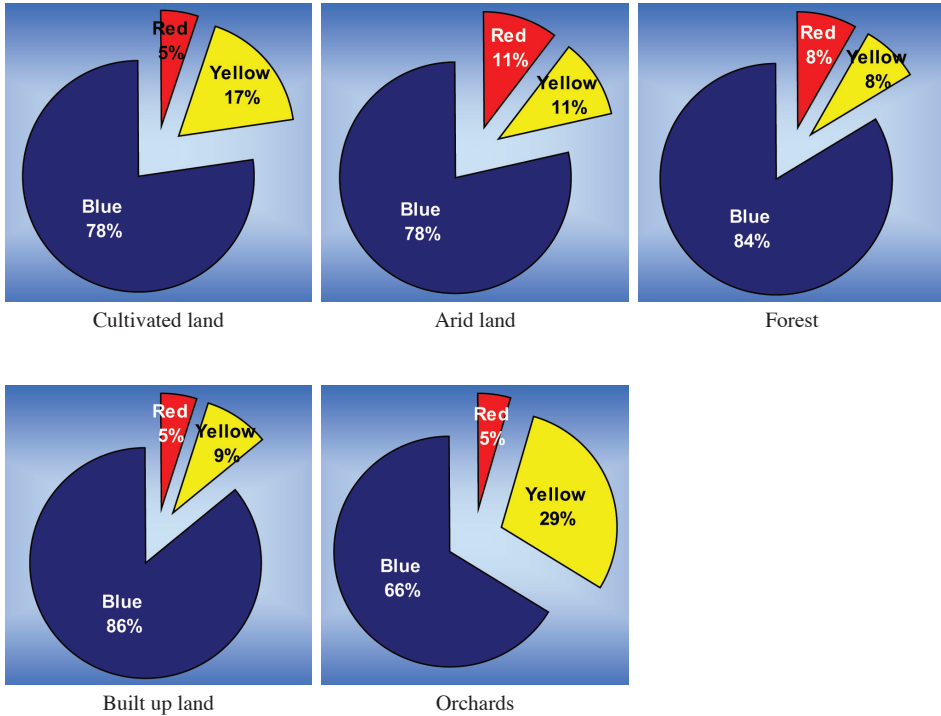 Red
5%
Yellow
17%
Blue
78%
Cultivated land
Red
11%
Yellow
11%
Blue
78%
Arid land
Red
8%
Yellow
8%
Blue
84%
Forest
Red
5%
Yellow
9%
Blue
86%
Built up land
Red
5%
Yellow
29%
Blue
66%
Orchards